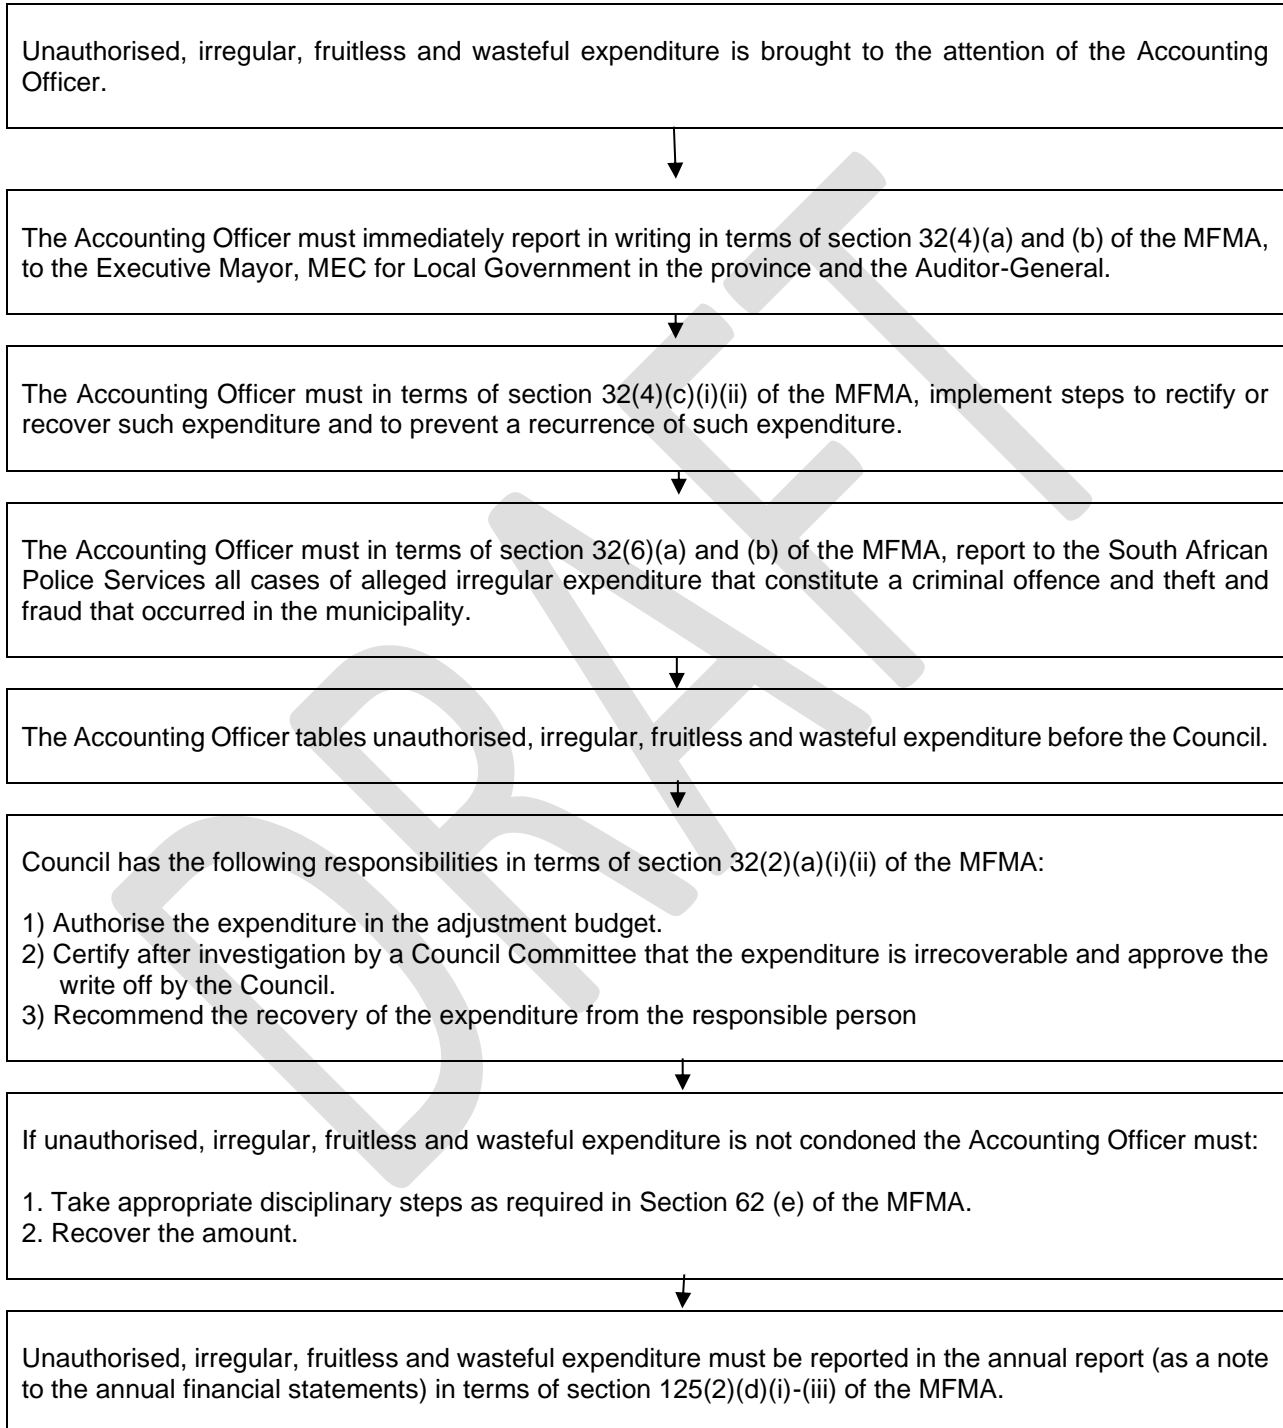 Unauthorised, irregular, fruitless and wasteful expenditure is brought to the attention of the Accounting
Officer.
The Accounting Officer must immediately report in writing in terms of section 32(4)(a) and (b) of the MFMA,
to the Executive Mayor, MEC for Local Government in the province and the Auditor-General.
The Accounting Officer must in terms of section 32(4)(c)(i)(ii) of the MFMA, implement steps to rectify or
recover such expenditure and to prevent a recurrence of such expenditure.
The Accounting Officer must in terms of section 32(6)(a) and (b) of the MFMA, report to the South African
Police Services all cases of alleged irregular expenditure that constitute a criminal offence and theft and
fraud that occurred in the municipality.
The Accounting Officer tables unauthorised, irregular, fruitless and wasteful expenditure before the Council.
Council has the following responsibilities in terms of section 32(2)(a)(i)(ii) of the MFMA:
1) Authorise the expenditure in the adjustment budget.
2) Certify after investigation by a Council Committee that the expenditure is irrecoverable and approve the
write off by the Council.
3) Recommend the recovery of the expenditure from the responsible person
If unauthorised, irregular, fruitless and wasteful expenditure is not condoned the Accounting Officer must:
1. Take appropriate disciplinary steps as required in Section 62 (e) of the MFMA.
2. Recover the amount.
Unauthorised, irregular, fruitless and wasteful expenditure must be reported in the annual report (as a note
to the annual financial statements) in terms of section 125(2)(d)(i)-(iii) of the MFMA.
DRAFT